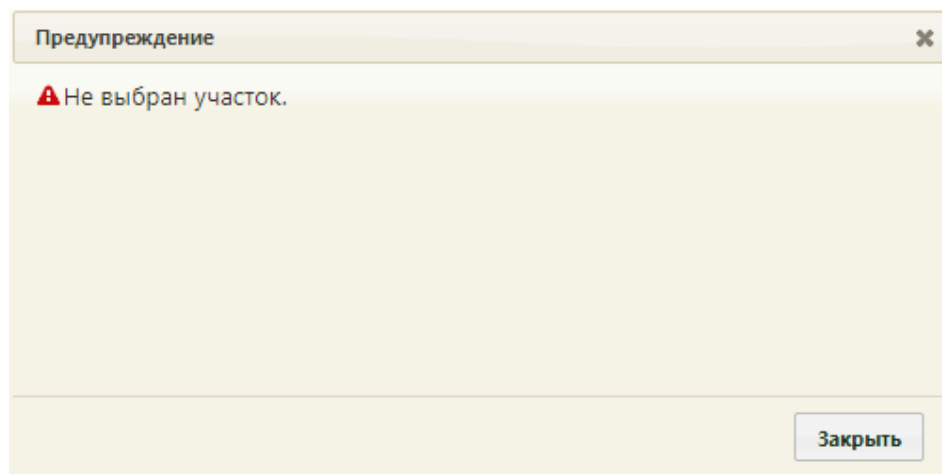 Предупреждение
Не выбран участок.
Закрыть